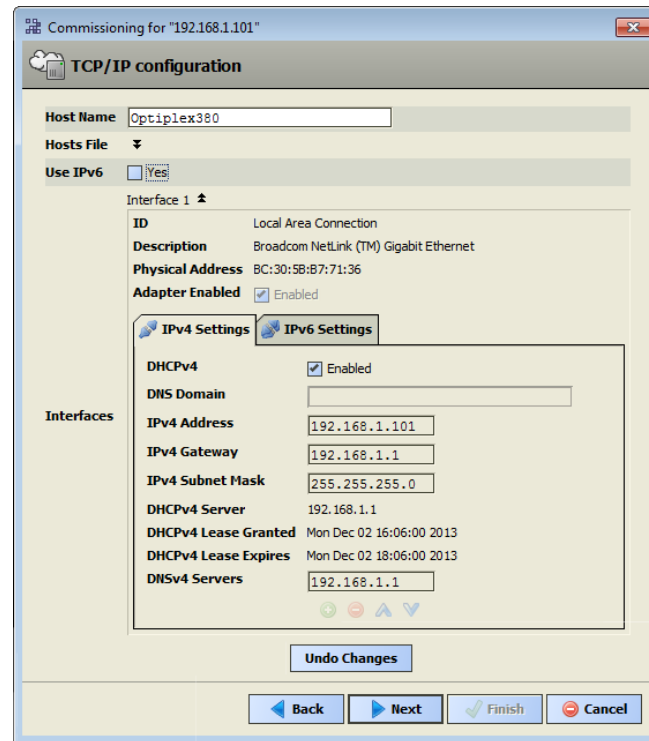 Commissioning for "192.168.1.101"
TCP/IP configuration
Host Name Optiplex380
Hosts File
Use IPv6 Yes
Interface 1
ID Local Area Connection
Description Broadcom NetLink (TM) Gigabit Ethernet
Physical Address BC:30:5B:B7:71:36
Adapter Enabled Enabled
IPv4 Settings IPv6 Settings
DHCPv4 Enabled
DNS Domain
Interfaces
IPv4 Address 192.168.1.101
IPv4 Gateway 192.168.1.1
IPv4 Subnet Mask 255.255.255.0
DHCPv4 Server 192.168.1.1
DHCPv4 Lease Granted Mon Dec 02 16:06:00 2013
DHCPv4 Lease Expires Mon Dec 02 18:06:00 2013
DNSv4 Servers 192.168.1.1
Undo Changes
Back Next Finish Cancel